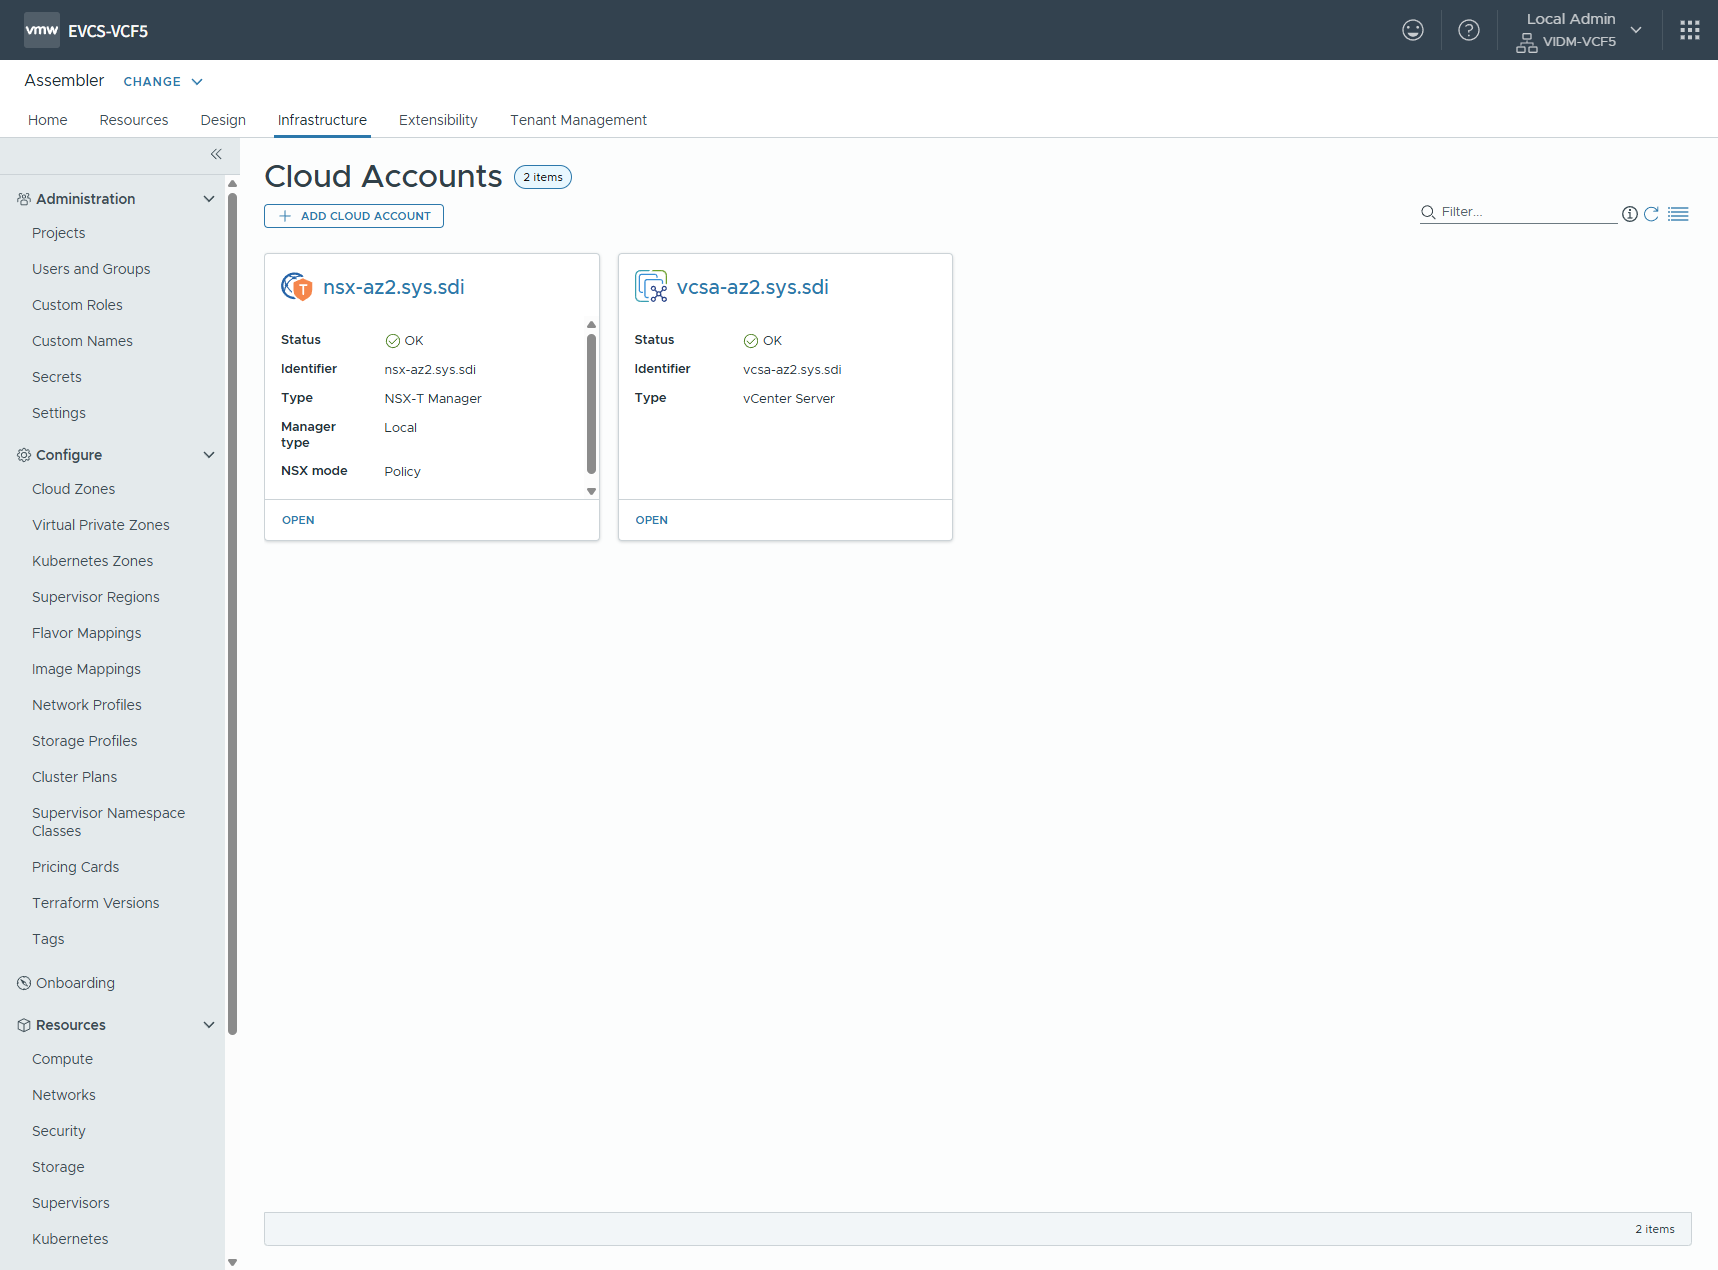 vmw EVCS-VCF5
Local Admin
VIDM-VCF5
Assembler CHANGE
Home Resources Design Infrastructure Extensibility Tenant Management
Administration
Projects
Users and Groups
Custom Roles
Custom Names
Secrets
Settings
Configure
Cloud Zones
Virtual Private Zones
Kubernetes Zones
Supervisor Regions
Flavor Mappings
Image Mappings
Network Profiles
Storage Profiles
Cluster Plans
Supervisor Namespace
Classes
Pricing Cards
Terraform Versions
Tags
Onboarding
Resources
Compute
Networks
Security
Storage
Supervisors
Kubernetes
Cloud Accounts 2 items
ADD CLOUD ACCOUNT
Filter...
T nsx-az2.sys.sdi
Status OK
Identifier nsx-az2.sys.sdi
Type NSX-T Manager
Manager
type Local
NSX mode Policy
OPEN
vcsa-az2.sys.sdi
Status OK
Identifier vcsa-az2.sys.sdi
Type vCenter Server
OPEN
2 items